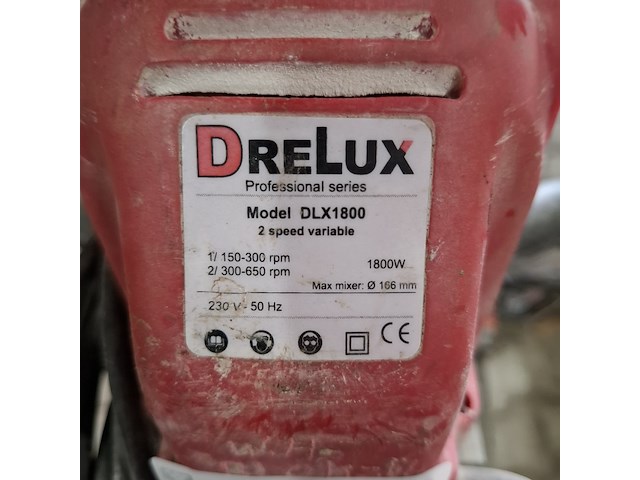 DRELUX
Professional series
Model DLX1800
2 speed variable
1/ 150-300 rpm
2/ 300-650 rpm
1800W
Max mixer: Ø 166 mm
230 V - 50 Hz
CE